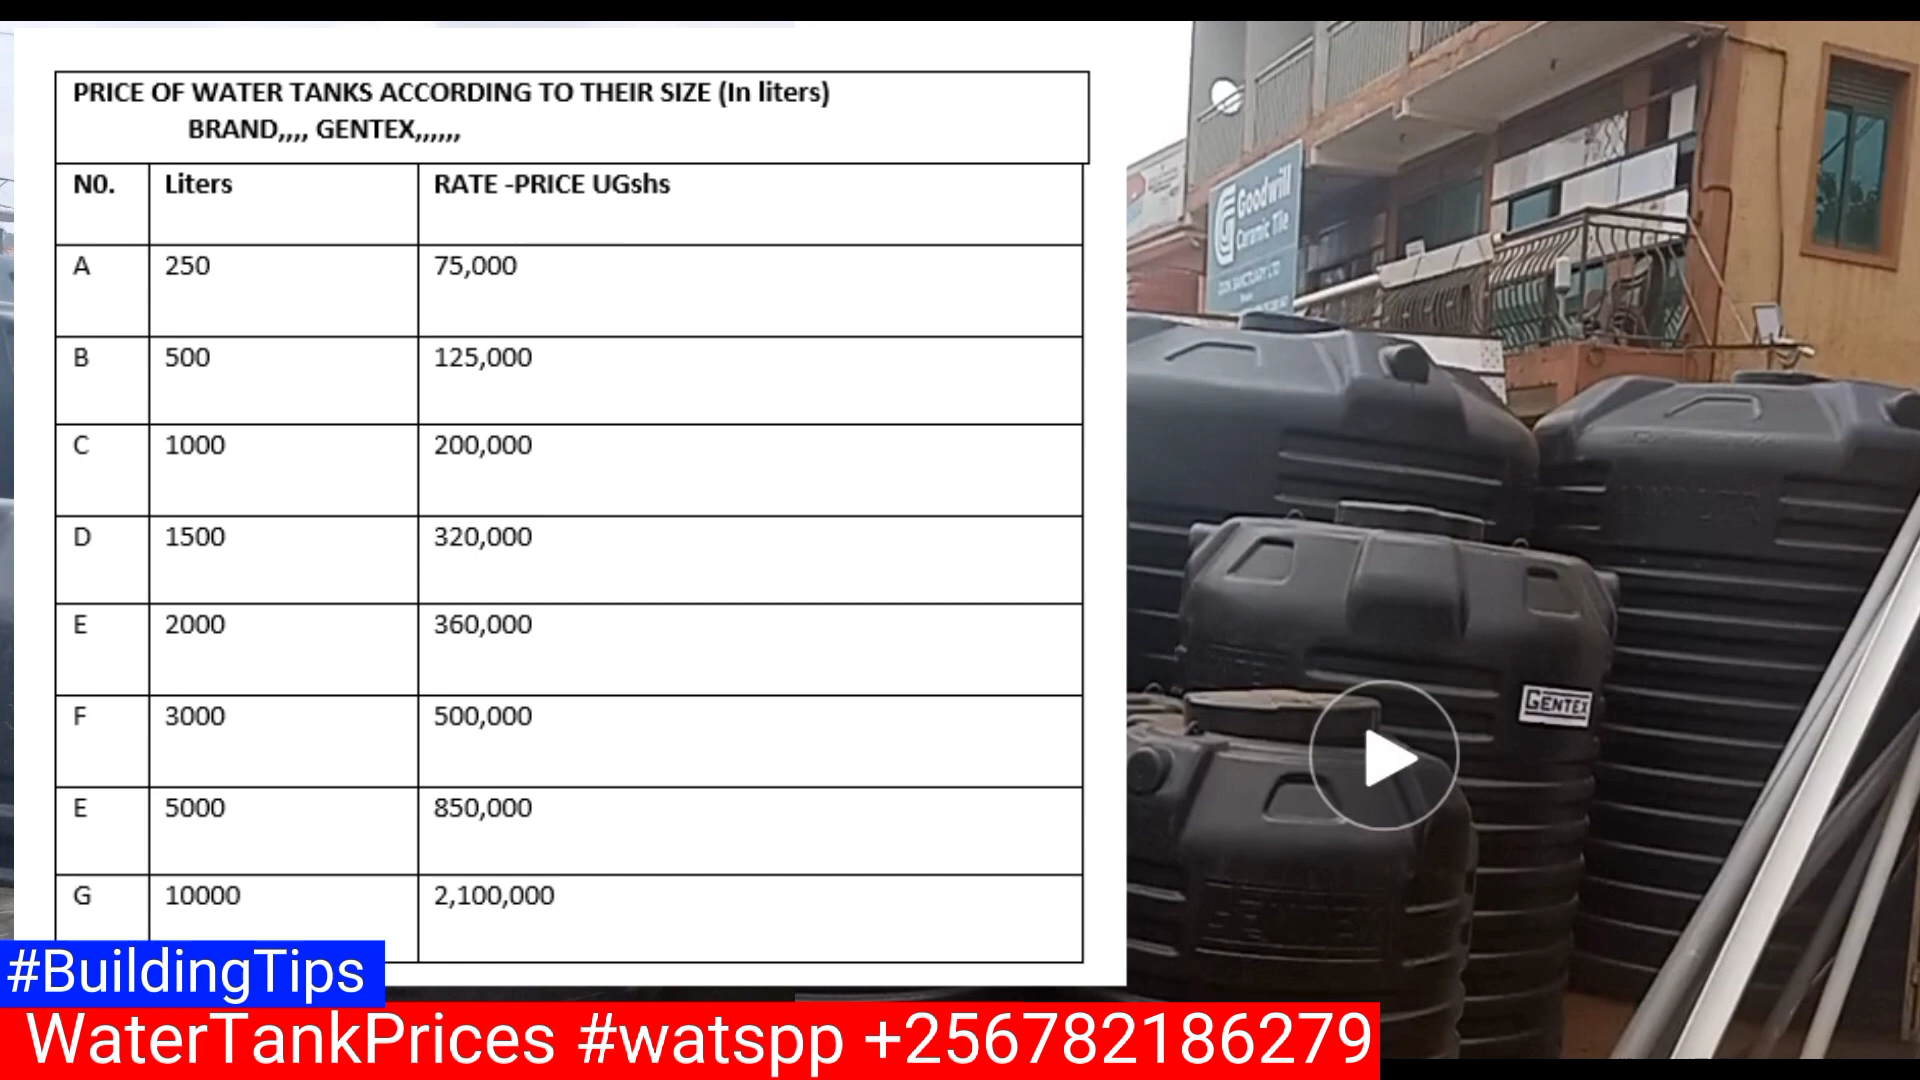 PRICE OF WATER TANKS ACCORDING TO THEIR SIZE (In liters)
BRAND,,,, GENTEX,,,,,,
N0. Liters RATE -PRICE UGshs
A 250 75,000
B 500 125,000
C 1000 200,000
D 1500 320,000
E 2000 360,000
F 3000 500,000
E 5000 850,000
G 10000 2,100,000
#BuildingTips
WaterTankPrices #watspp +256782186279
Goodwill
Ceramic Tile
GENTEX
GENTEX